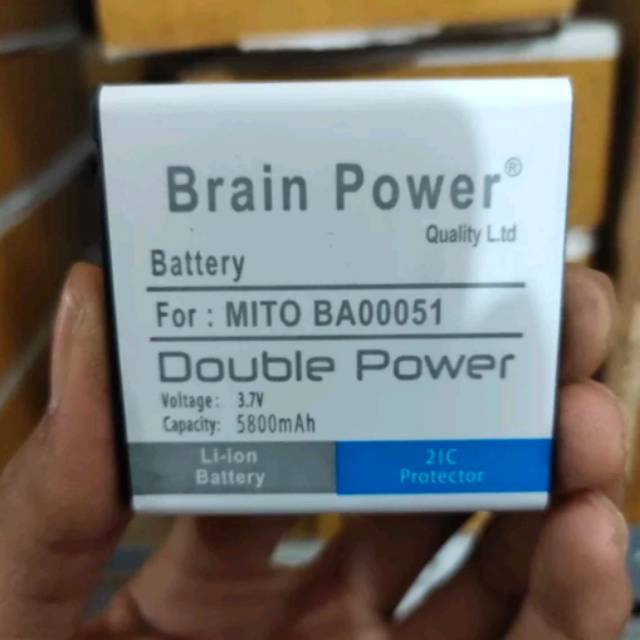 Brain Power®
Quality L.td
Battery
For : MITO BA00051
Double Power
Voltage: 3.7V
Capacity: 5800mAh
Li-ion
Battery
2IC
Protector